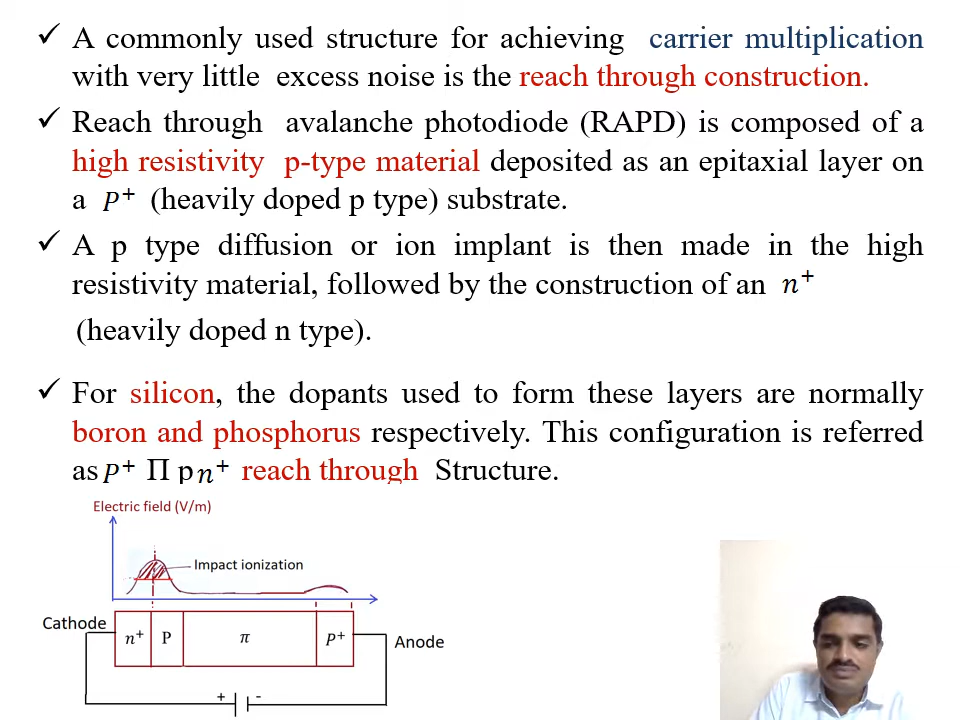 ✓ A commonly used structure for achieving carrier multiplication
with very little excess noise is the reach through construction.
✓ Reach through avalanche photodiode (RAPD) is composed of a
high resistivity p-type material deposited as an epitaxial layer on
a P⁺ (heavily doped p type) substrate.
✓ A p type diffusion or ion implant is then made in the high
resistivity material, followed by the construction of an n⁺
(heavily doped n type).
✓ For silicon, the dopants used to form these layers are normally
boron and phosphorus respectively. This configuration is referred
as P⁺ Π p n⁺ reach through Structure.
Electric field (V/m)
Impact ionization
Cathode
n⁺ P π P⁺
Anode
+ -